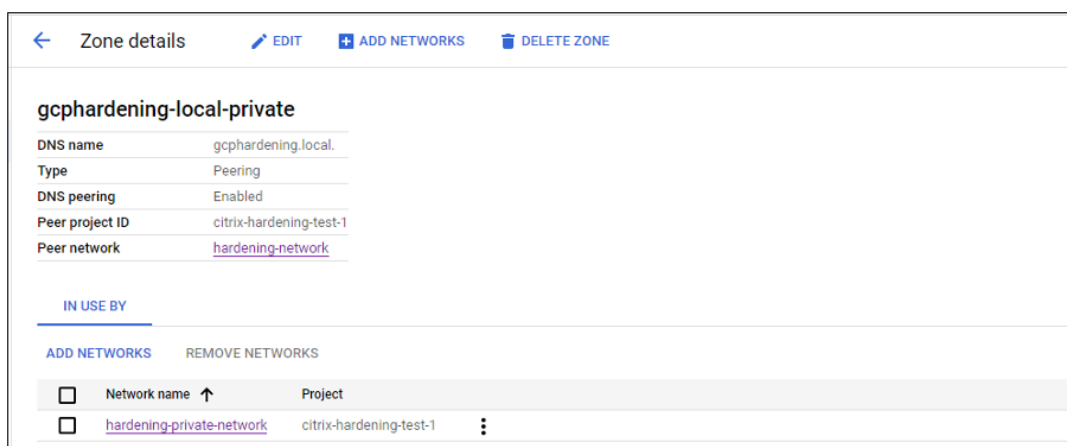 Zone details EDIT ADD NETWORKS DELETE ZONE
gcphardening-local-private
DNS name gcphardening.local.
Type Peering
DNS peering Enabled
Peer project ID citrix-hardening-test-1
Peer network hardening-network
IN USE BY
ADD NETWORKS REMOVE NETWORKS
Network name Project
hardening-private-network citrix-hardening-test-1